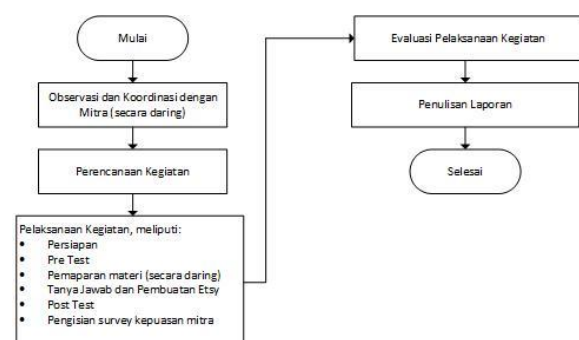 Mulai
Observasi dan Koordinasi dengan
Mitra (secara daring)
Perencanaan Kegiatan
Pelaksanaan Kegiatan, meliputi:
• Persiapan
• Pre Test
• Pemaparan materi (secara daring)
• Tanya Jawab dan Pembuatan Etsy
• Post Test
• Pengisian survey kepuasan mitra
Evaluasi Pelaksanaan Kegiatan
Penulisan Laporan
Selesai